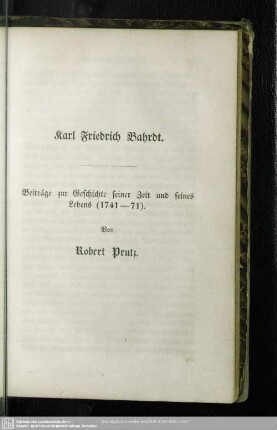 Karl Friedrich Bahrdt.
Beiträge zur Geschichte seiner Zeit und seines
Lebens (1741—71).
Von
Robert Prutz.